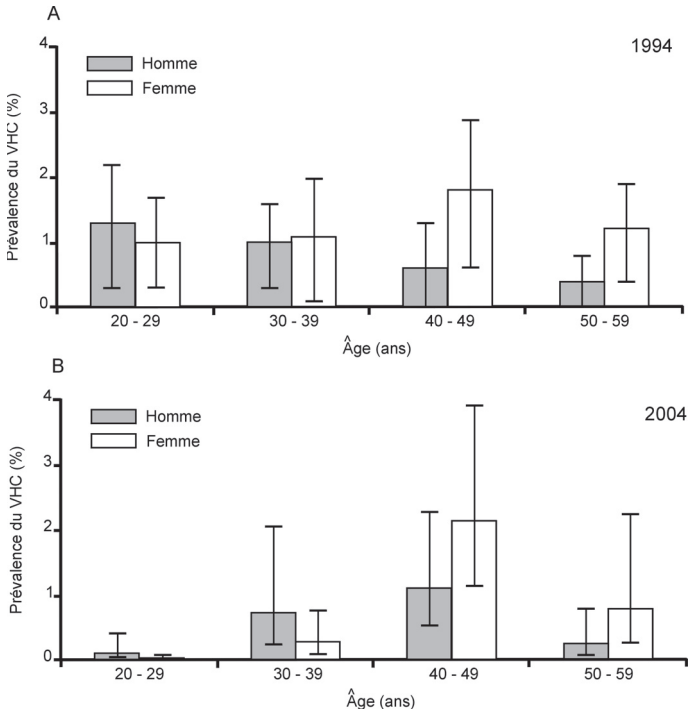 A
1994
Homme
Femme
Prévalence du VHC (%)
4
3
2
1
0
20 - 29
30 - 39
40 - 49
50 - 59
Âge (ans)
B
2004
Homme
Femme
Prévalence du VHC (%)
4
3
2
1
0
20 - 29
30 - 39
40 - 49
50 - 59
Âge (ans)